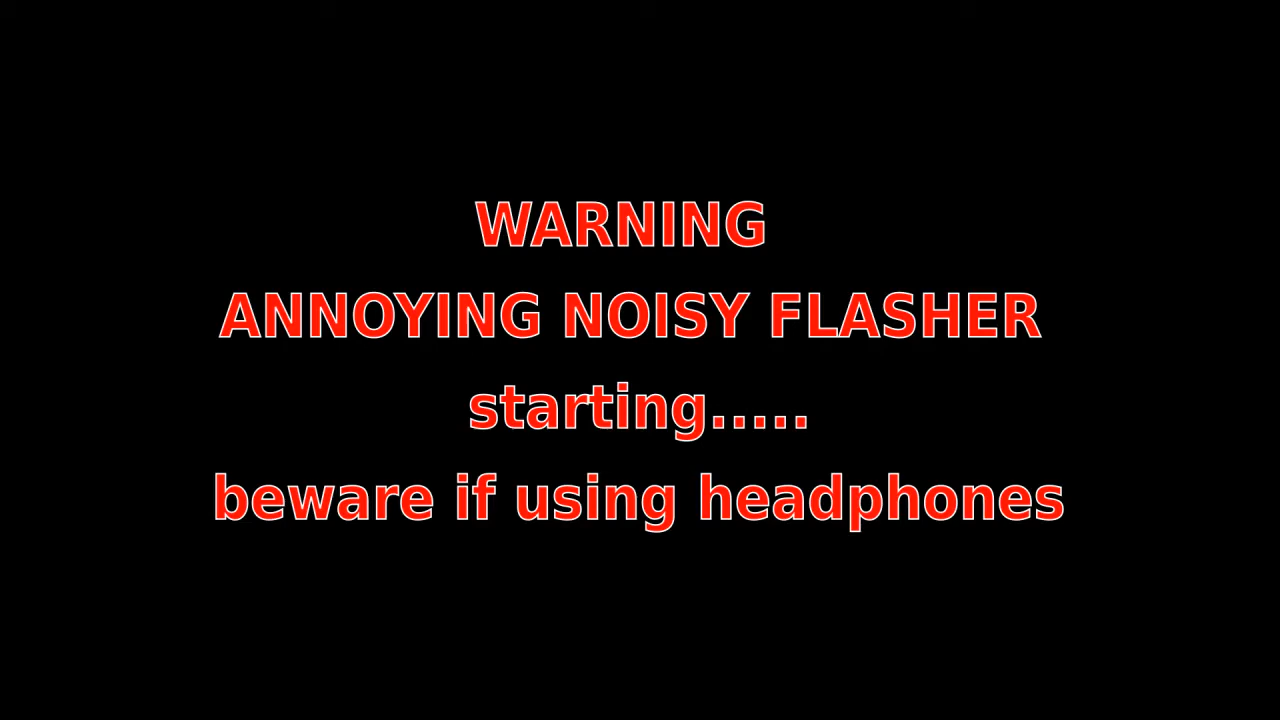 WARNING
ANNOYING NOISY FLASHER
starting.....
beware if using headphones